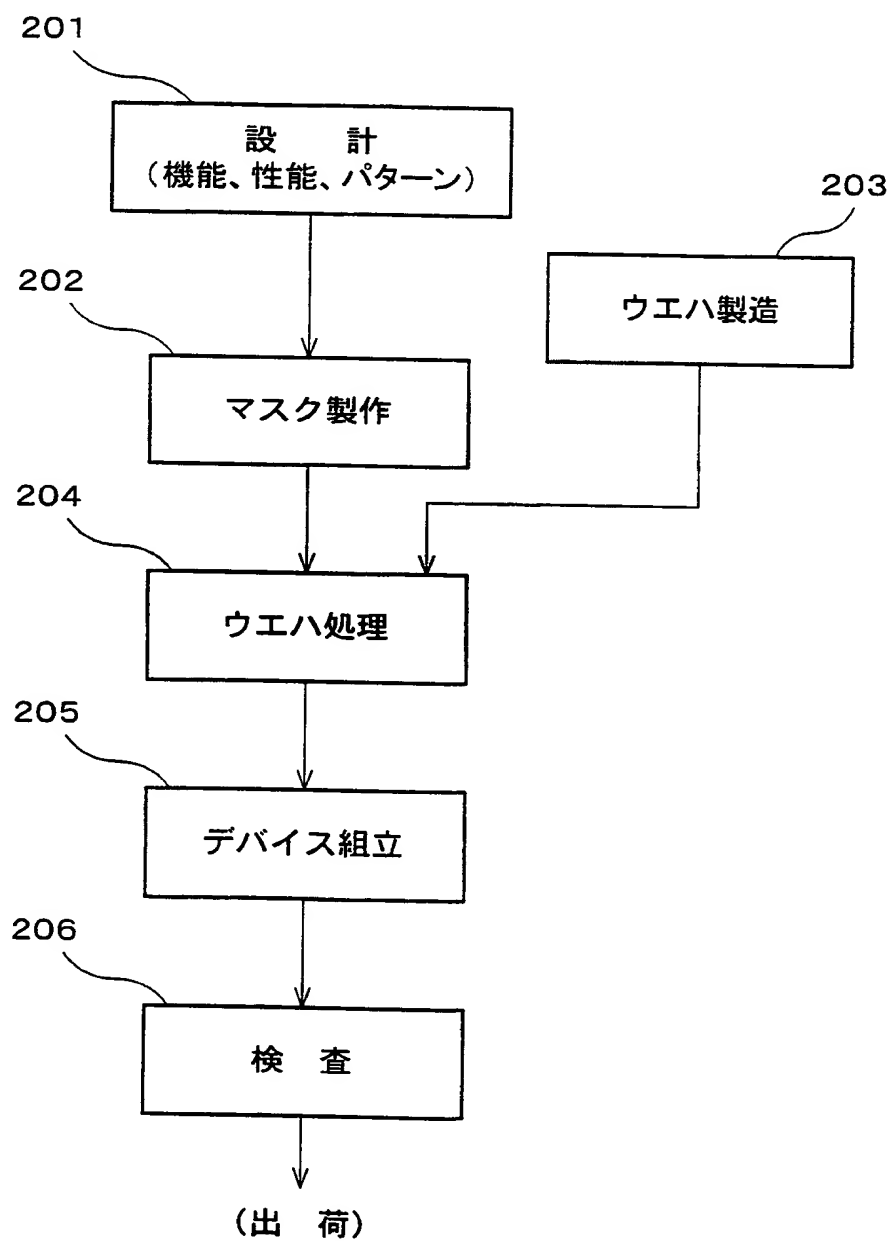 201
設 計
(機能、性能、パターン)
203
ウエハ製造
202
マスク製作
204
ウエハ処理
205
デバイス組立
206
検 査
(出 荷)